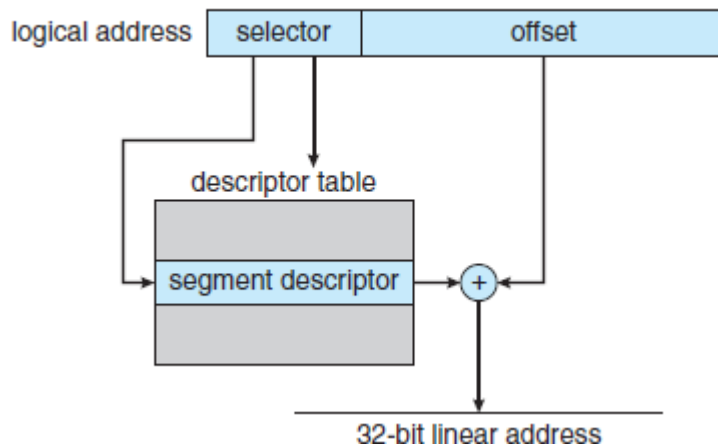 logical address selector offset
descriptor table
segment descriptor +
32-bit linear address